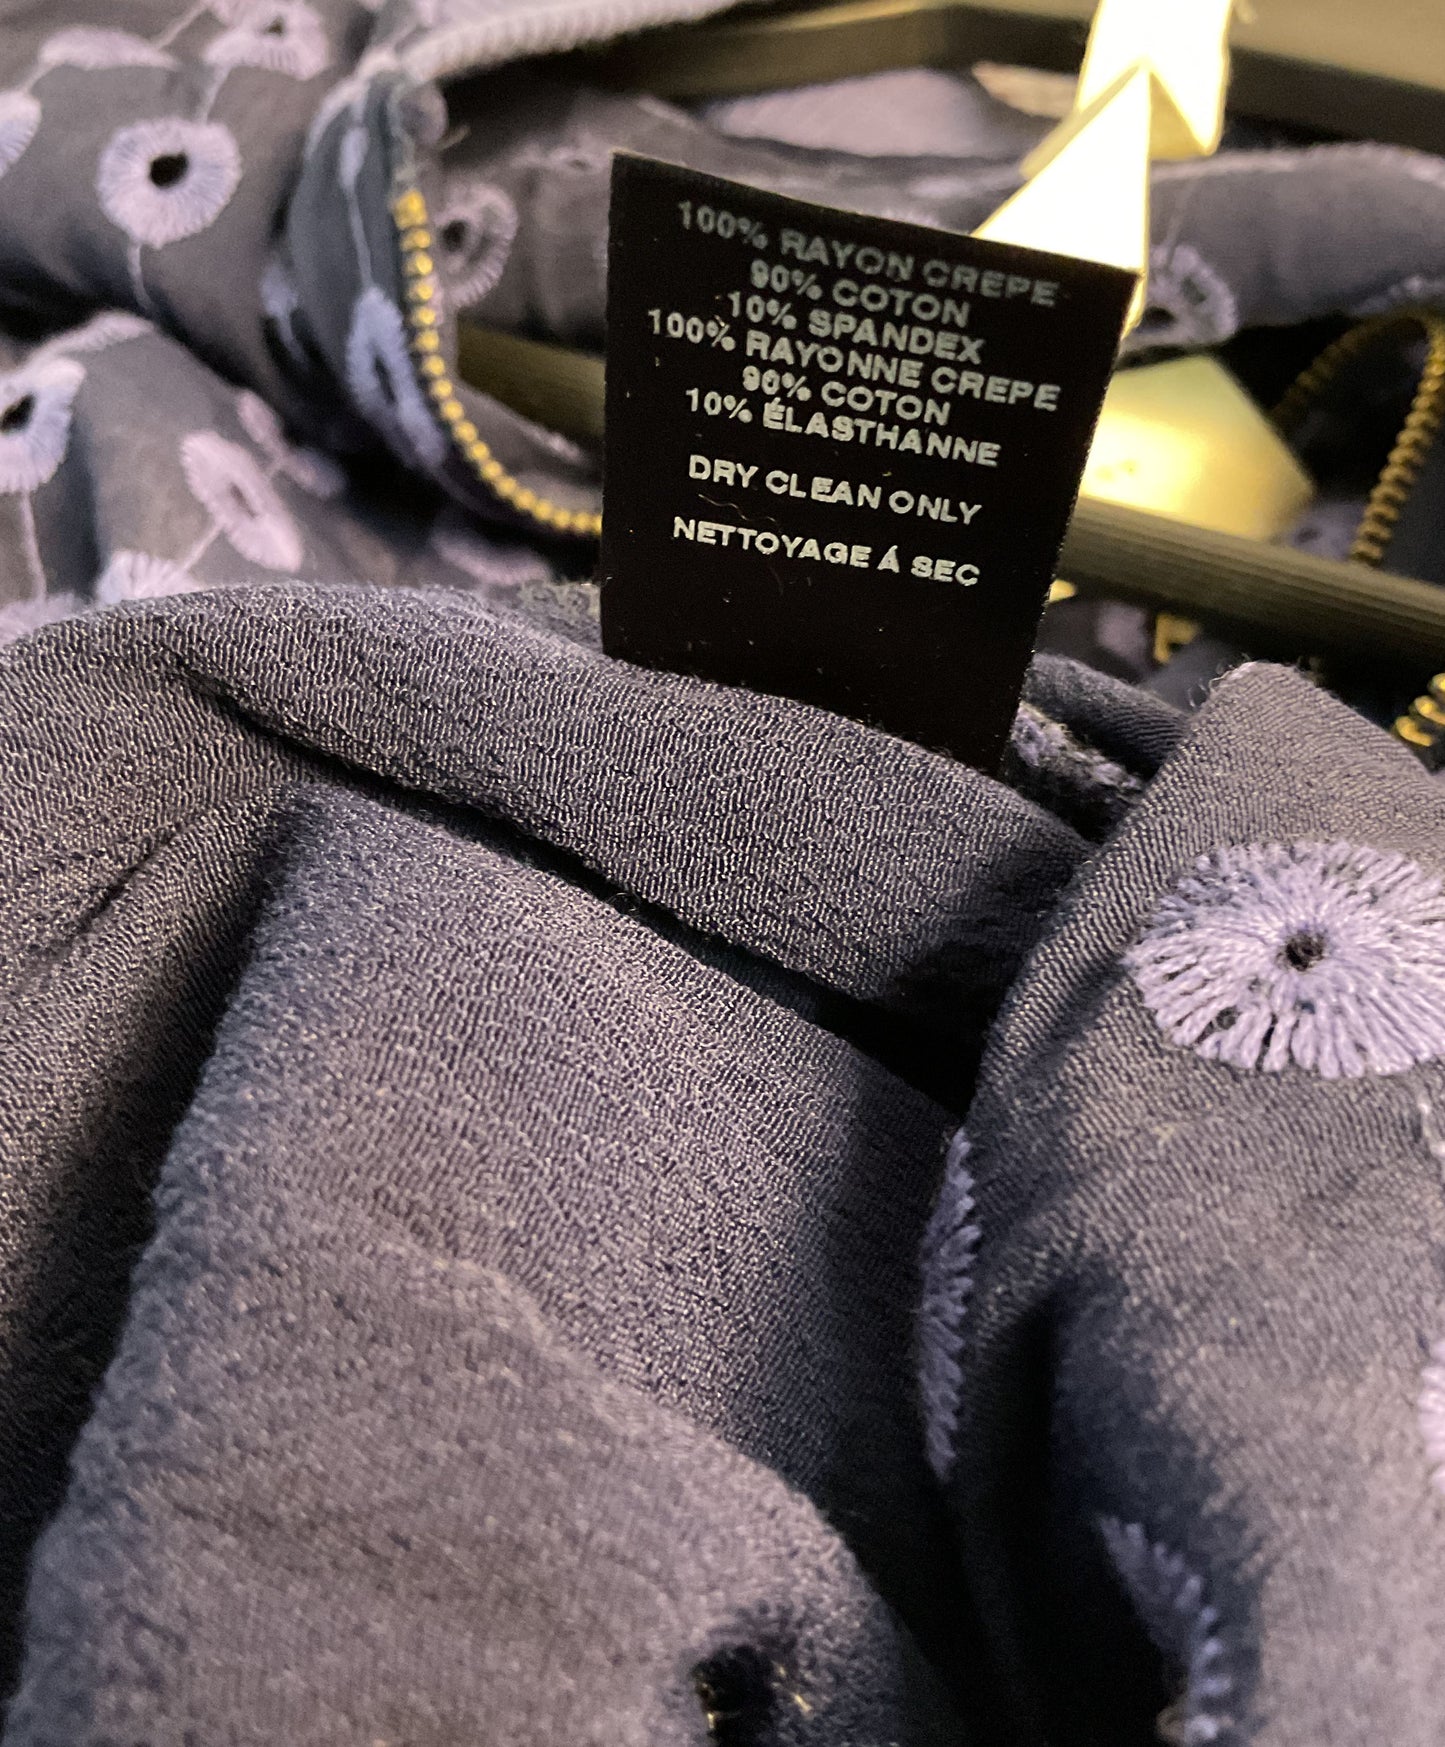 100% RAYON CREPE
90% COTON
10% SPANDEX
100% RAYONNE CREPE
90% COTON
10% ÉLASTHANNE
DRY CLEAN ONLY
NETTOYAGE Á SEC